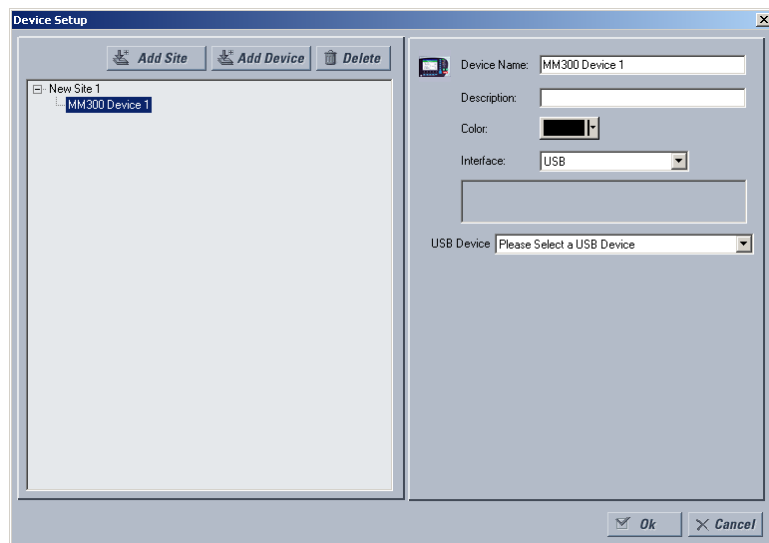 Device Setup
Add Site Add Device Delete
New Site 1
MM300 Device 1
Device Name: MM300 Device 1
Description:
Color:
Interface: USB
USB Device Please Select a USB Device
Ok Cancel